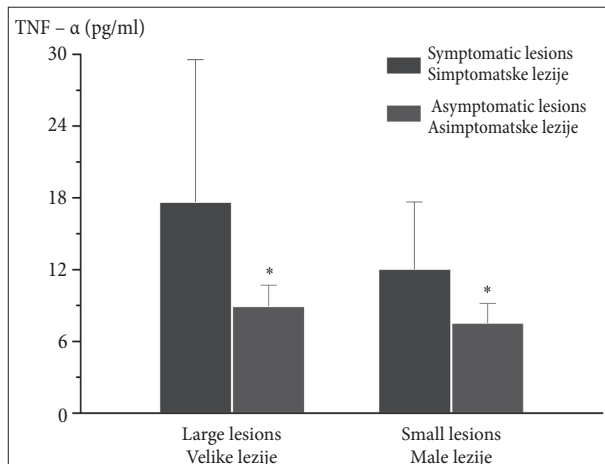 TNF – α (pg/ml)
30
24
18
12
6
0
Symptomatic lesions
Simptomatske lezije
Asymptomatic lesions
Asimptomatske lezije
*
*
Large lesions
Velike lezije
Small lesions
Male lezije